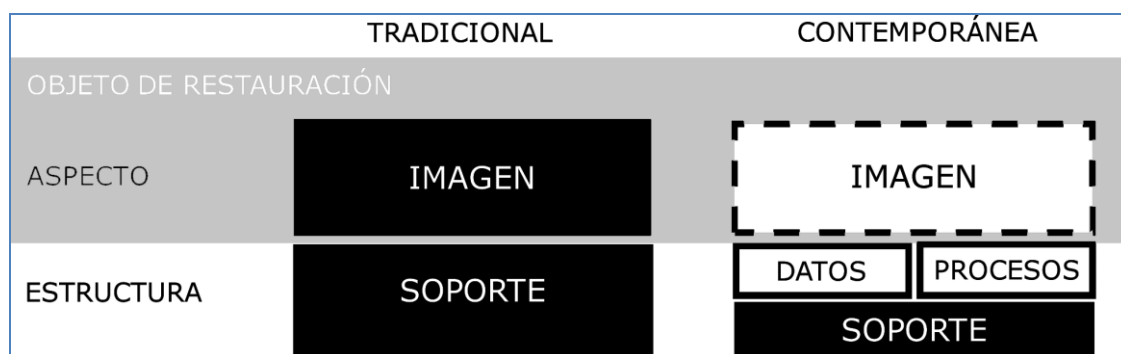 TRADICIONAL CONTEMPORÁNEA
OBJETO DE RESTAURACIÓN
ASPECTO IMAGEN IMAGEN
ESTRUCTURA SOPORTE DATOS PROCESOS
SOPORTE